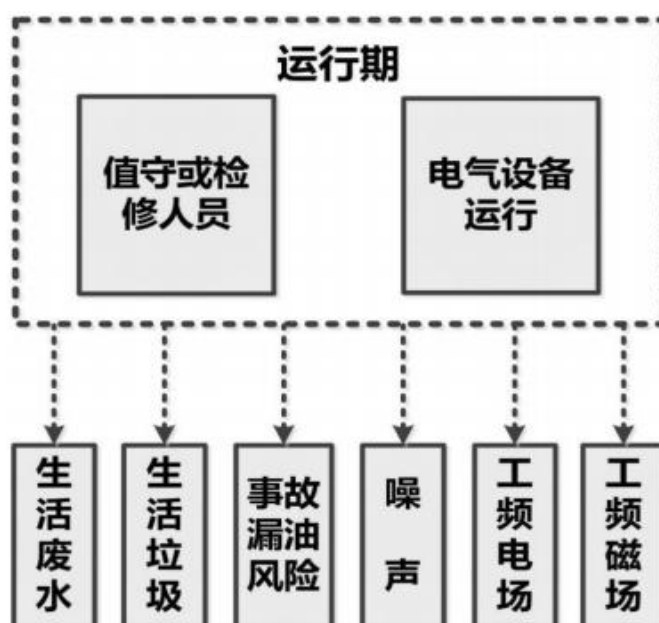 运行期
值守或检
修人员
电气设备
运行
生活废水
生活垃圾
事故
漏油
风险
噪声
工频电场
工频磁场